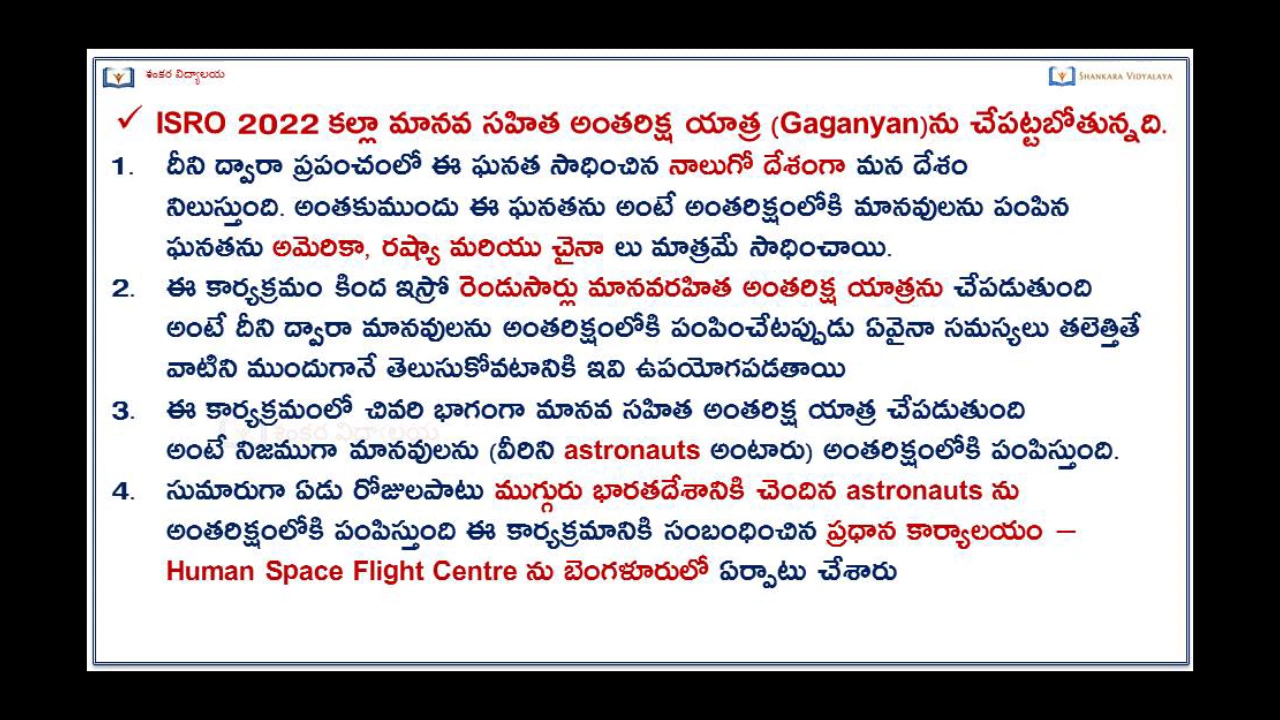 శంకర విద్యాలయ
SHANKARA VIDYALAYA
✓ ISRO 2022 కల్లా మానవ సహిత అంతరిక్ష యాత్ర (Gaganyan)ను చేపట్టబోతున్నది.
1. దీని ద్వారా ప్రపంచంలో ఈ ఘనత సాధించిన నాలుగో దేశంగా మన దేశం
నిలుస్తుంది. అంతకుముందు ఈ ఘనతను అంటే అంతరిక్షంలోకి మానవులను పంపిన
ఘనతను అమెరికా, రష్యా మరియు చైనా లు మాత్రమే సాధించాయి.
2. ఈ కార్యక్రమం కింద ఇస్రో రెండుసార్లు మానవరహిత అంతరిక్ష యాత్రను చేపడుతుంది
అంటే దీని ద్వారా మానవులను అంతరిక్షంలోకి పంపించేటప్పుడు ఏవైనా సమస్యలు తలెత్తితే
వాటిని ముందుగానే తెలుసుకోవటానికి ఇవి ఉపయోగపడతాయి
3. ఈ కార్యక్రమంలో చివరి భాగంగా మానవ సహిత అంతరిక్ష యాత్ర చేపడుతుంది
శంకర విద్యాలయ
అంటే నిజముగా మానవులను (వీరిని astronauts అంటారు) అంతరిక్షంలోకి పంపిస్తుంది.
4. సుమారుగా ఏడు రోజులపాటు ముగ్గురు భారతదేశానికి చెందిన astronauts ను
అంతరిక్షంలోకి పంపిస్తుంది ఈ కార్యక్రమానికి సంబంధించిన ప్రధాన కార్యాలయం –
Human Space Flight Centre ను బెంగళూరులో ఏర్పాటు చేశారు